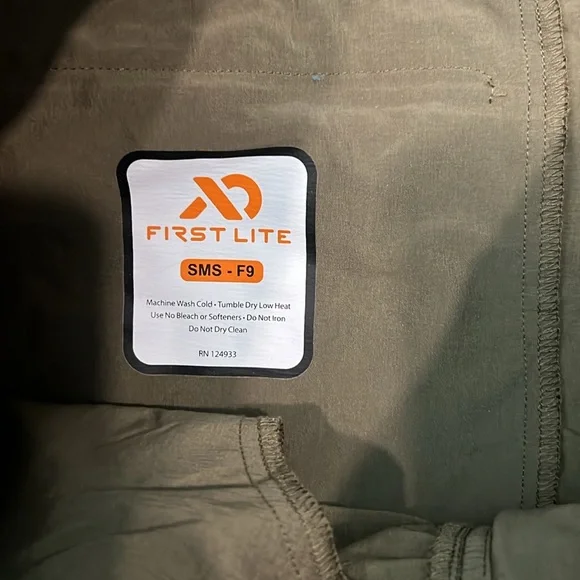 FIRST LITE
SMS - F9
Machine Wash Cold • Tumble Dry Low Heat
Use No Bleach or Softeners • Do Not Iron
Do Not Dry Clean
RN 124933